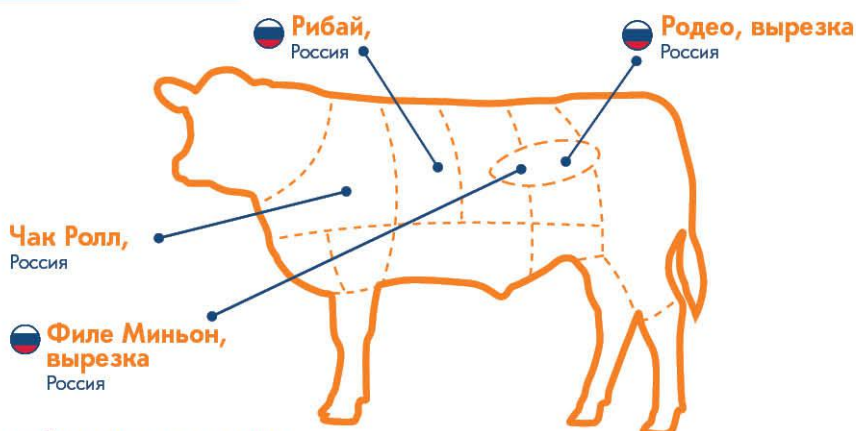 Рибай,
Россия
Родео, вырезка
Россия
Чак Ролл,
Россия
Филе Миньон,
вырезка
Россия